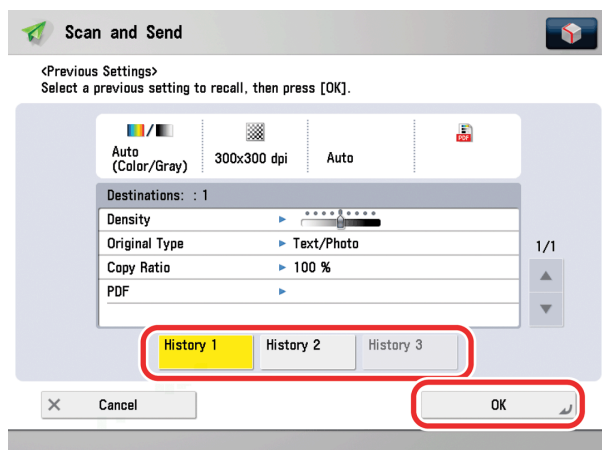 Scan and Send
<Previous Settings>
Select a previous setting to recall, then press [OK].
Auto
(Color/Gray)
300x300 dpi
Auto
PDF
Destinations: : 1
Density
Original Type ► Text/Photo
Copy Ratio ► 100 %
PDF ►
1/1
History 1
History 2
History 3
Cancel
OK